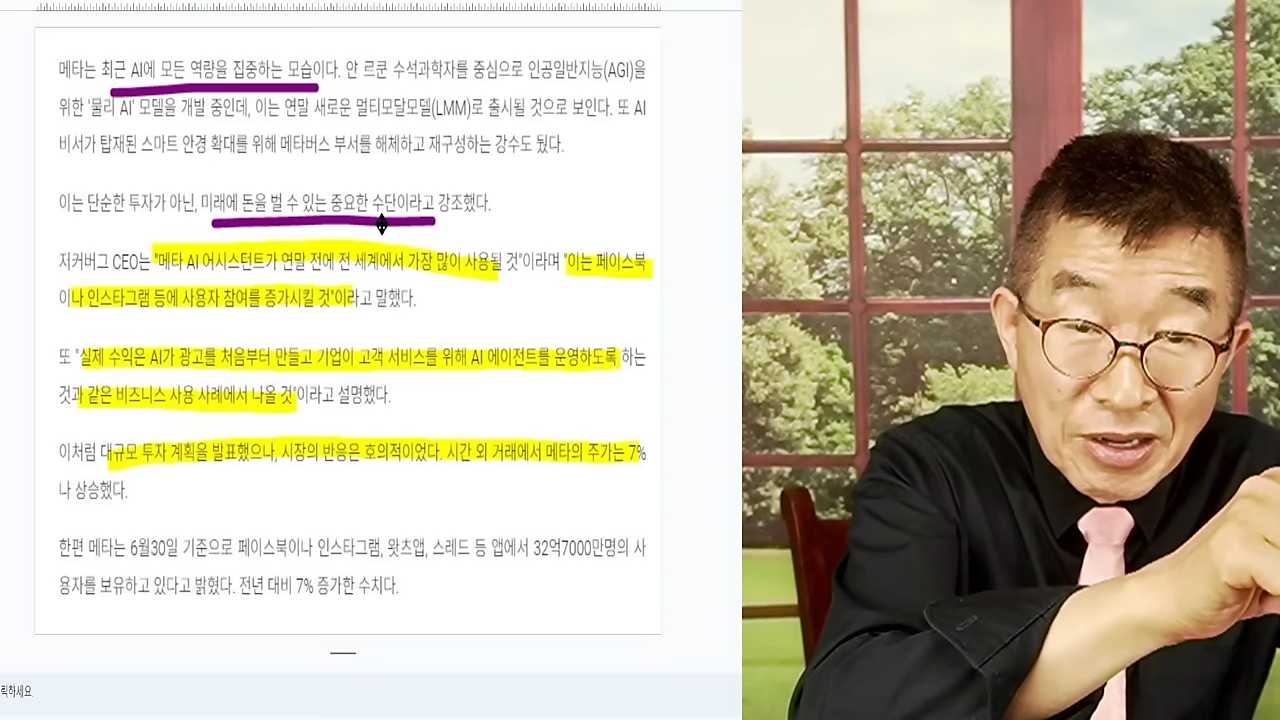 메타는 최근 AI에 모든 역량을 집중하는 모습이다. 얀 르쿤 수석과학자를 중심으로 인공일반지능(AGI)을
위한 '물리 AI' 모델을 개발 중인데, 이는 연말 새로운 멀티모달모델(LMM)로 출시될 것으로 보인다. 또 AI
비서가 탑재된 스마트 안경 확대를 위해 메타버스 부서를 해체하고 재구성하는 강수도 뒀다.
이는 단순한 투자가 아닌, 미래에 돈을 벌 수 있는 중요한 수단이라고 강조했다.
저커버그 CEO는 "메타 AI 어시스턴트가 연말 전에 전 세계에서 가장 많이 사용될 것"이라며 "이는 페이스북
이나 인스타그램 등에 사용자 참여를 증가시킬 것"이라고 말했다.
또 "실제 수익은 AI가 광고를 처음부터 만들고 기업이 고객 서비스를 위해 AI 에이전트를 운영하도록 하는
것과 같은 비즈니스 사용 사례에서 나올 것"이라고 설명했다.
이처럼 대규모 투자 계획을 발표했으나, 시장의 반응은 호의적이었다. 시간 외 거래에서 메타의 주가는 7%
나 상승했다.
한편 메타는 6월30일 기준으로 페이스북이나 인스타그램, 왓츠앱, 스레드 등 앱에서 32억7000만명의 사
용자를 보유하고 있다고 밝혔다. 전년 대비 7% 증가한 수치다.
릭하세요.